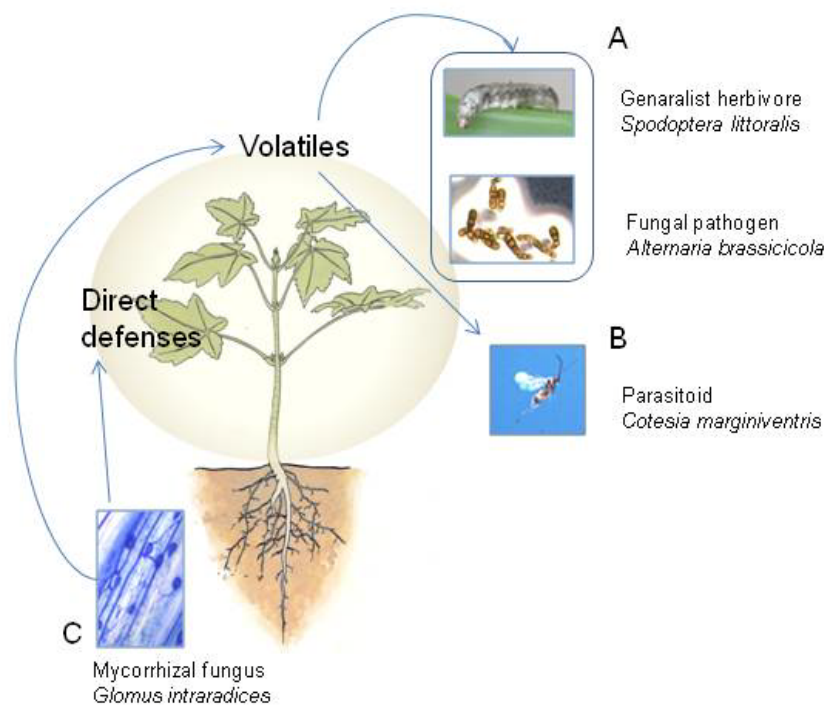 A
Genaralist herbivore
Spodoptera littoralis
Volatiles
Fungal pathogen
Alternaria brassicicola
Direct
defenses
B
Parasitoid
Cotesia marginiventris
C
Mycorrhizal fungus
Glomus intraradices